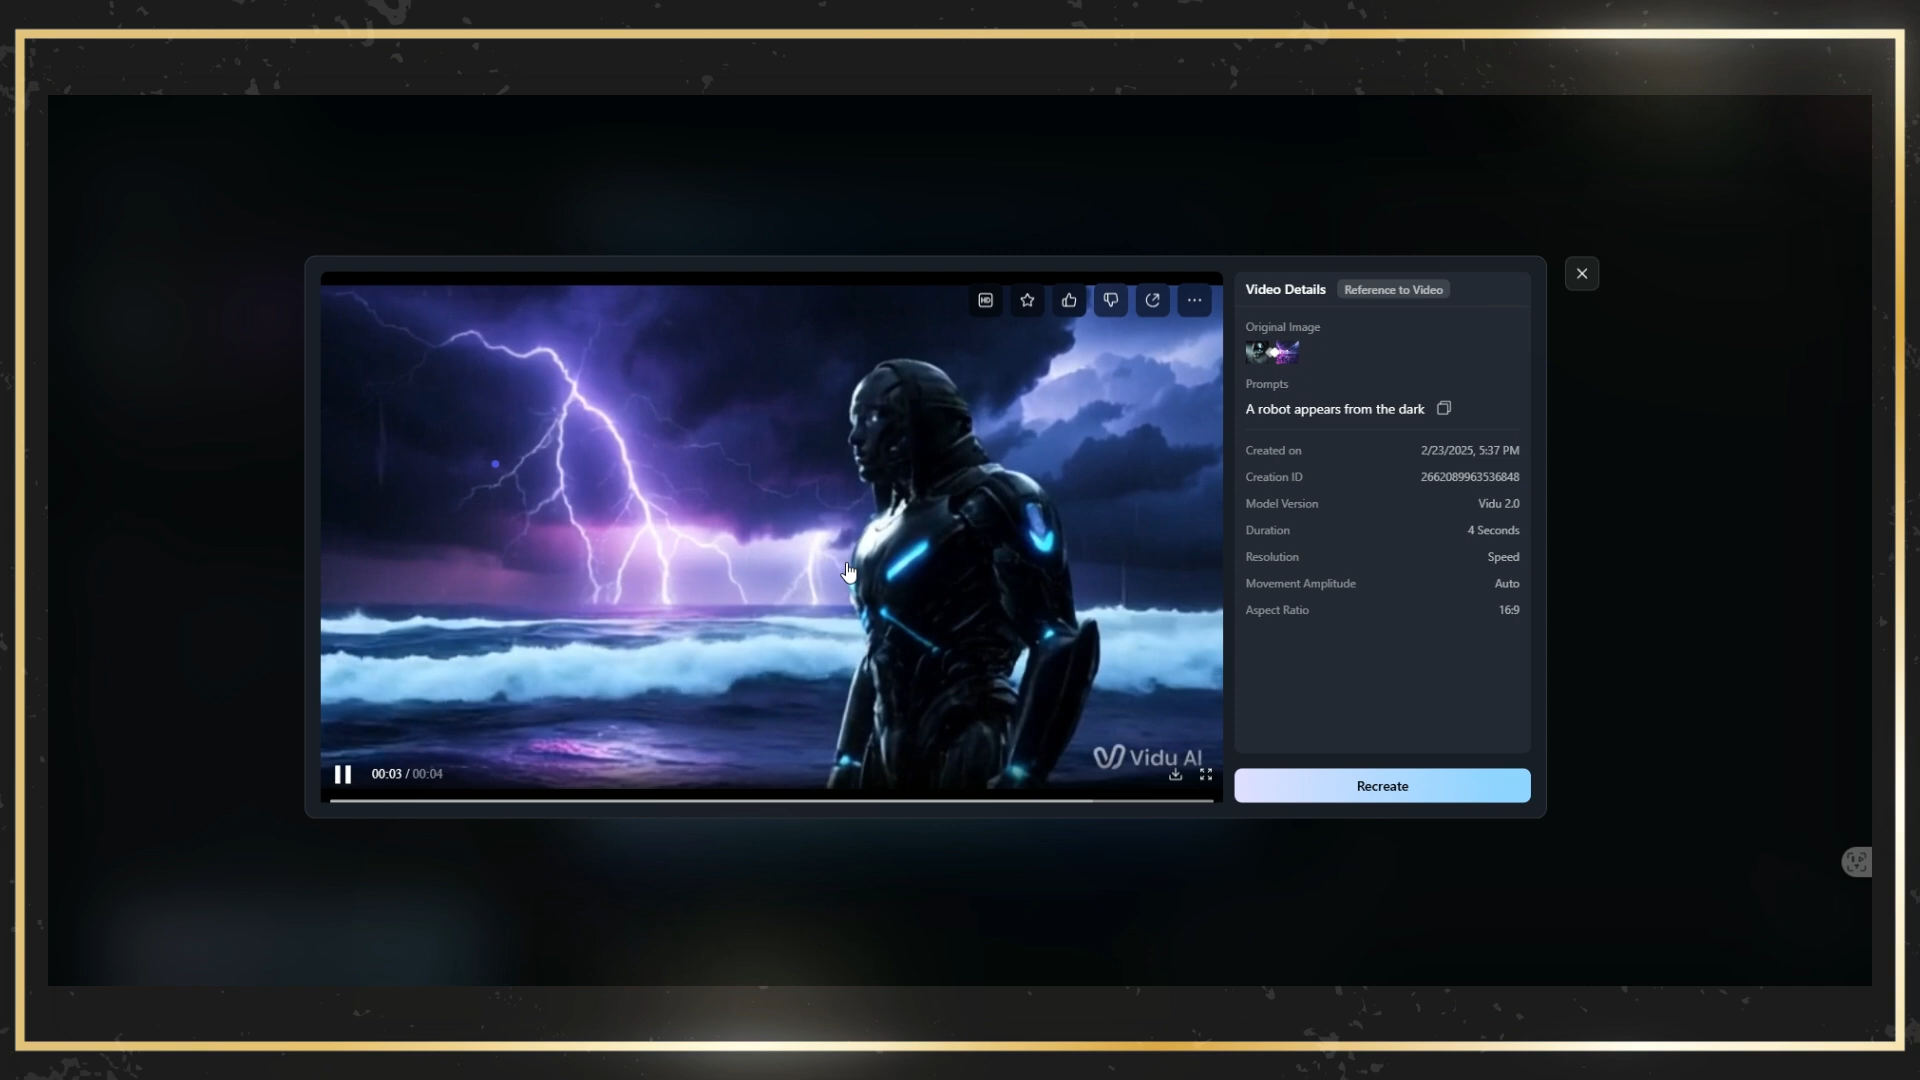 HD
Video Details
Reference to Video
Original Image
Prompts
A robot appears from the dark
Created on 2/23/2025, 5:37 PM
Creation ID 2662089963536848
Model Version Vidu 2.0
Duration 4 Seconds
Resolution Speed
Movement Amplitude Auto
Aspect Ratio 16:9
Vidu AI
00:03 / 00:04
Recreate